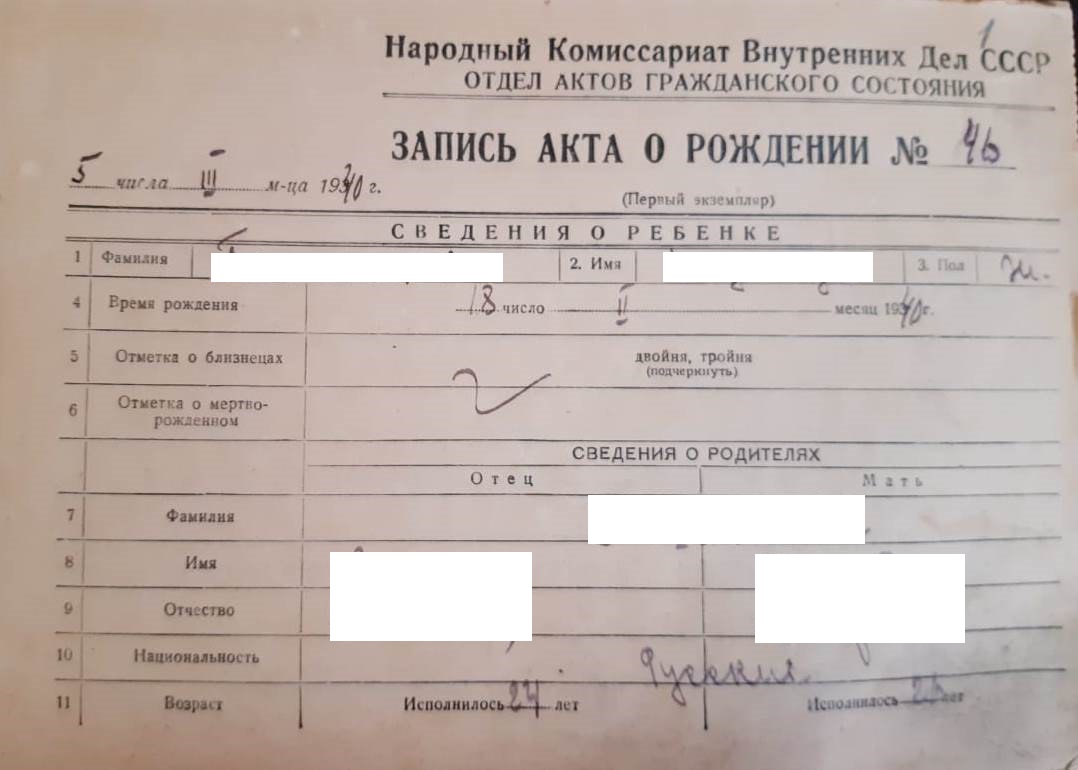 1
Народный Комиссариат Внутренних Дел СССР
ОТДЕЛ АКТОВ ГРАЖДАНСКОГО СОСТОЯНИЯ
ЗАПИСЬ АКТА О РОЖДЕНИИ № 46
5 числа III м-ца 1940 г.
(Первый экземпляр)
СВЕДЕНИЯ О РЕБЕНКЕ
1 Фамилия 2. Имя 3. Пол
4 Время рождения 18 число II месяц 1940 г.
5 Отметка о близнецах двойня, тройня
(подчеркнуть)
6 Отметка о мертво-
рожденном
СВЕДЕНИЯ О РОДИТЕЛЯХ
Отец Мать
7 Фамилия
8 Имя
9 Отчество
10 Национальность Русские
11 Возраст Исполнилось 27 лет Исполнилось лет